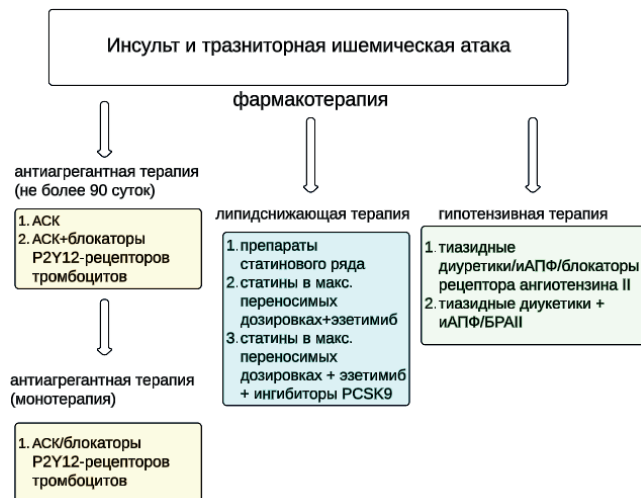 Инсульт и тразниторная ишемическая атака
фармакотерапия
антиагрегантная терапия
(не более 90 суток)
1. АСК
2. АСК+блокаторы
P2Y12-рецепторов
тромбоцитов
антиагрегантная терапия
(монотерапия)
1. АСК/блокаторы
P2Y12-рецепторов
тромбоцитов
липидснижающая терапия
1. препараты
статинового ряда
2. статины в макс.
переносимых
дозировках+эзетимиб
3. статины в макс.
переносимых
дозировках + эзетимиб
+ ингибиторы PCSK9
гипотензивная терапия
1. тиазидные
диуретики/иАПФ/блокаторы
рецептора ангиотензина II
2. тиазидные диукетики +
иАПФ/БРАII